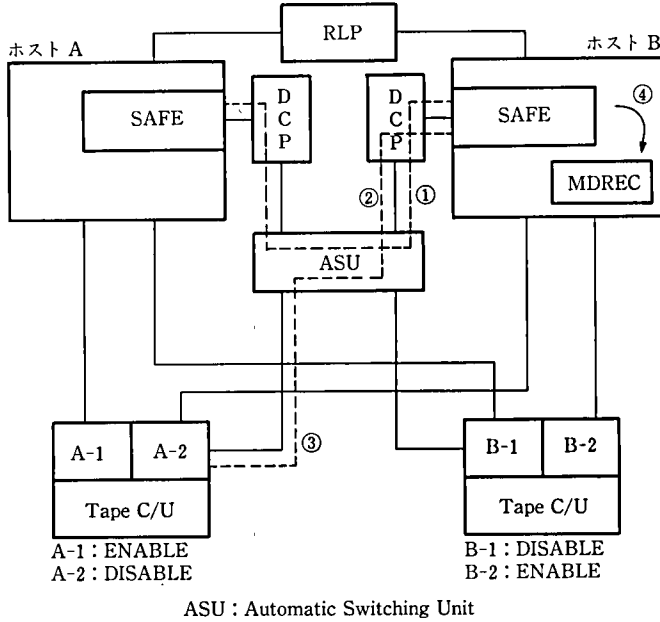 RLP
ホスト A
ホスト B
SAFE
D
C
P
D
C
P
SAFE
④
MDREC
②
①
ASU
A-1
A-2
③
B-1
B-2
Tape C/U
Tape C/U
A-1：ENABLE
A-2：DISABLE
B-1：DISABLE
B-2：ENABLE
ASU：Automatic Switching Unit